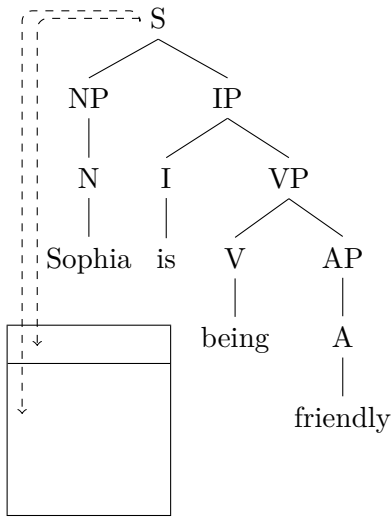 S
NP IP
N I VP
Sophia is V AP
being A
friendly